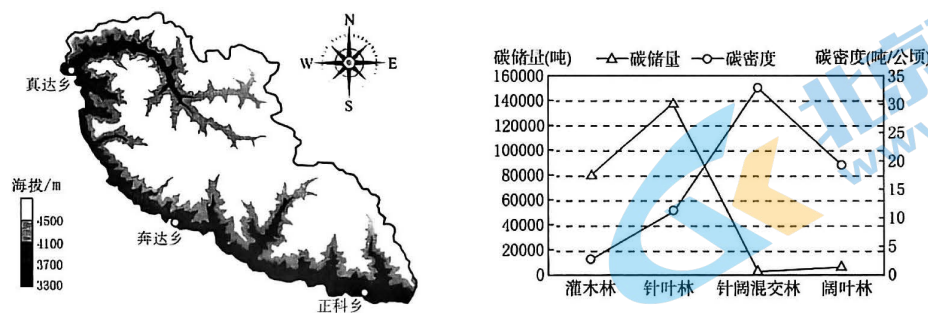 N
W E
S
真达乡
奔达乡
正科乡
海拔/m
4500
4100
3700
3300
碳储量(吨) 碳储量 碳密度 碳密度(吨/公顷)
160000 35
140000 30
120000 25
100000 20
80000 15
60000 10
40000 5
20000 0
0
灌木林 针叶林 针阔混交林 阔叶林
北京
www